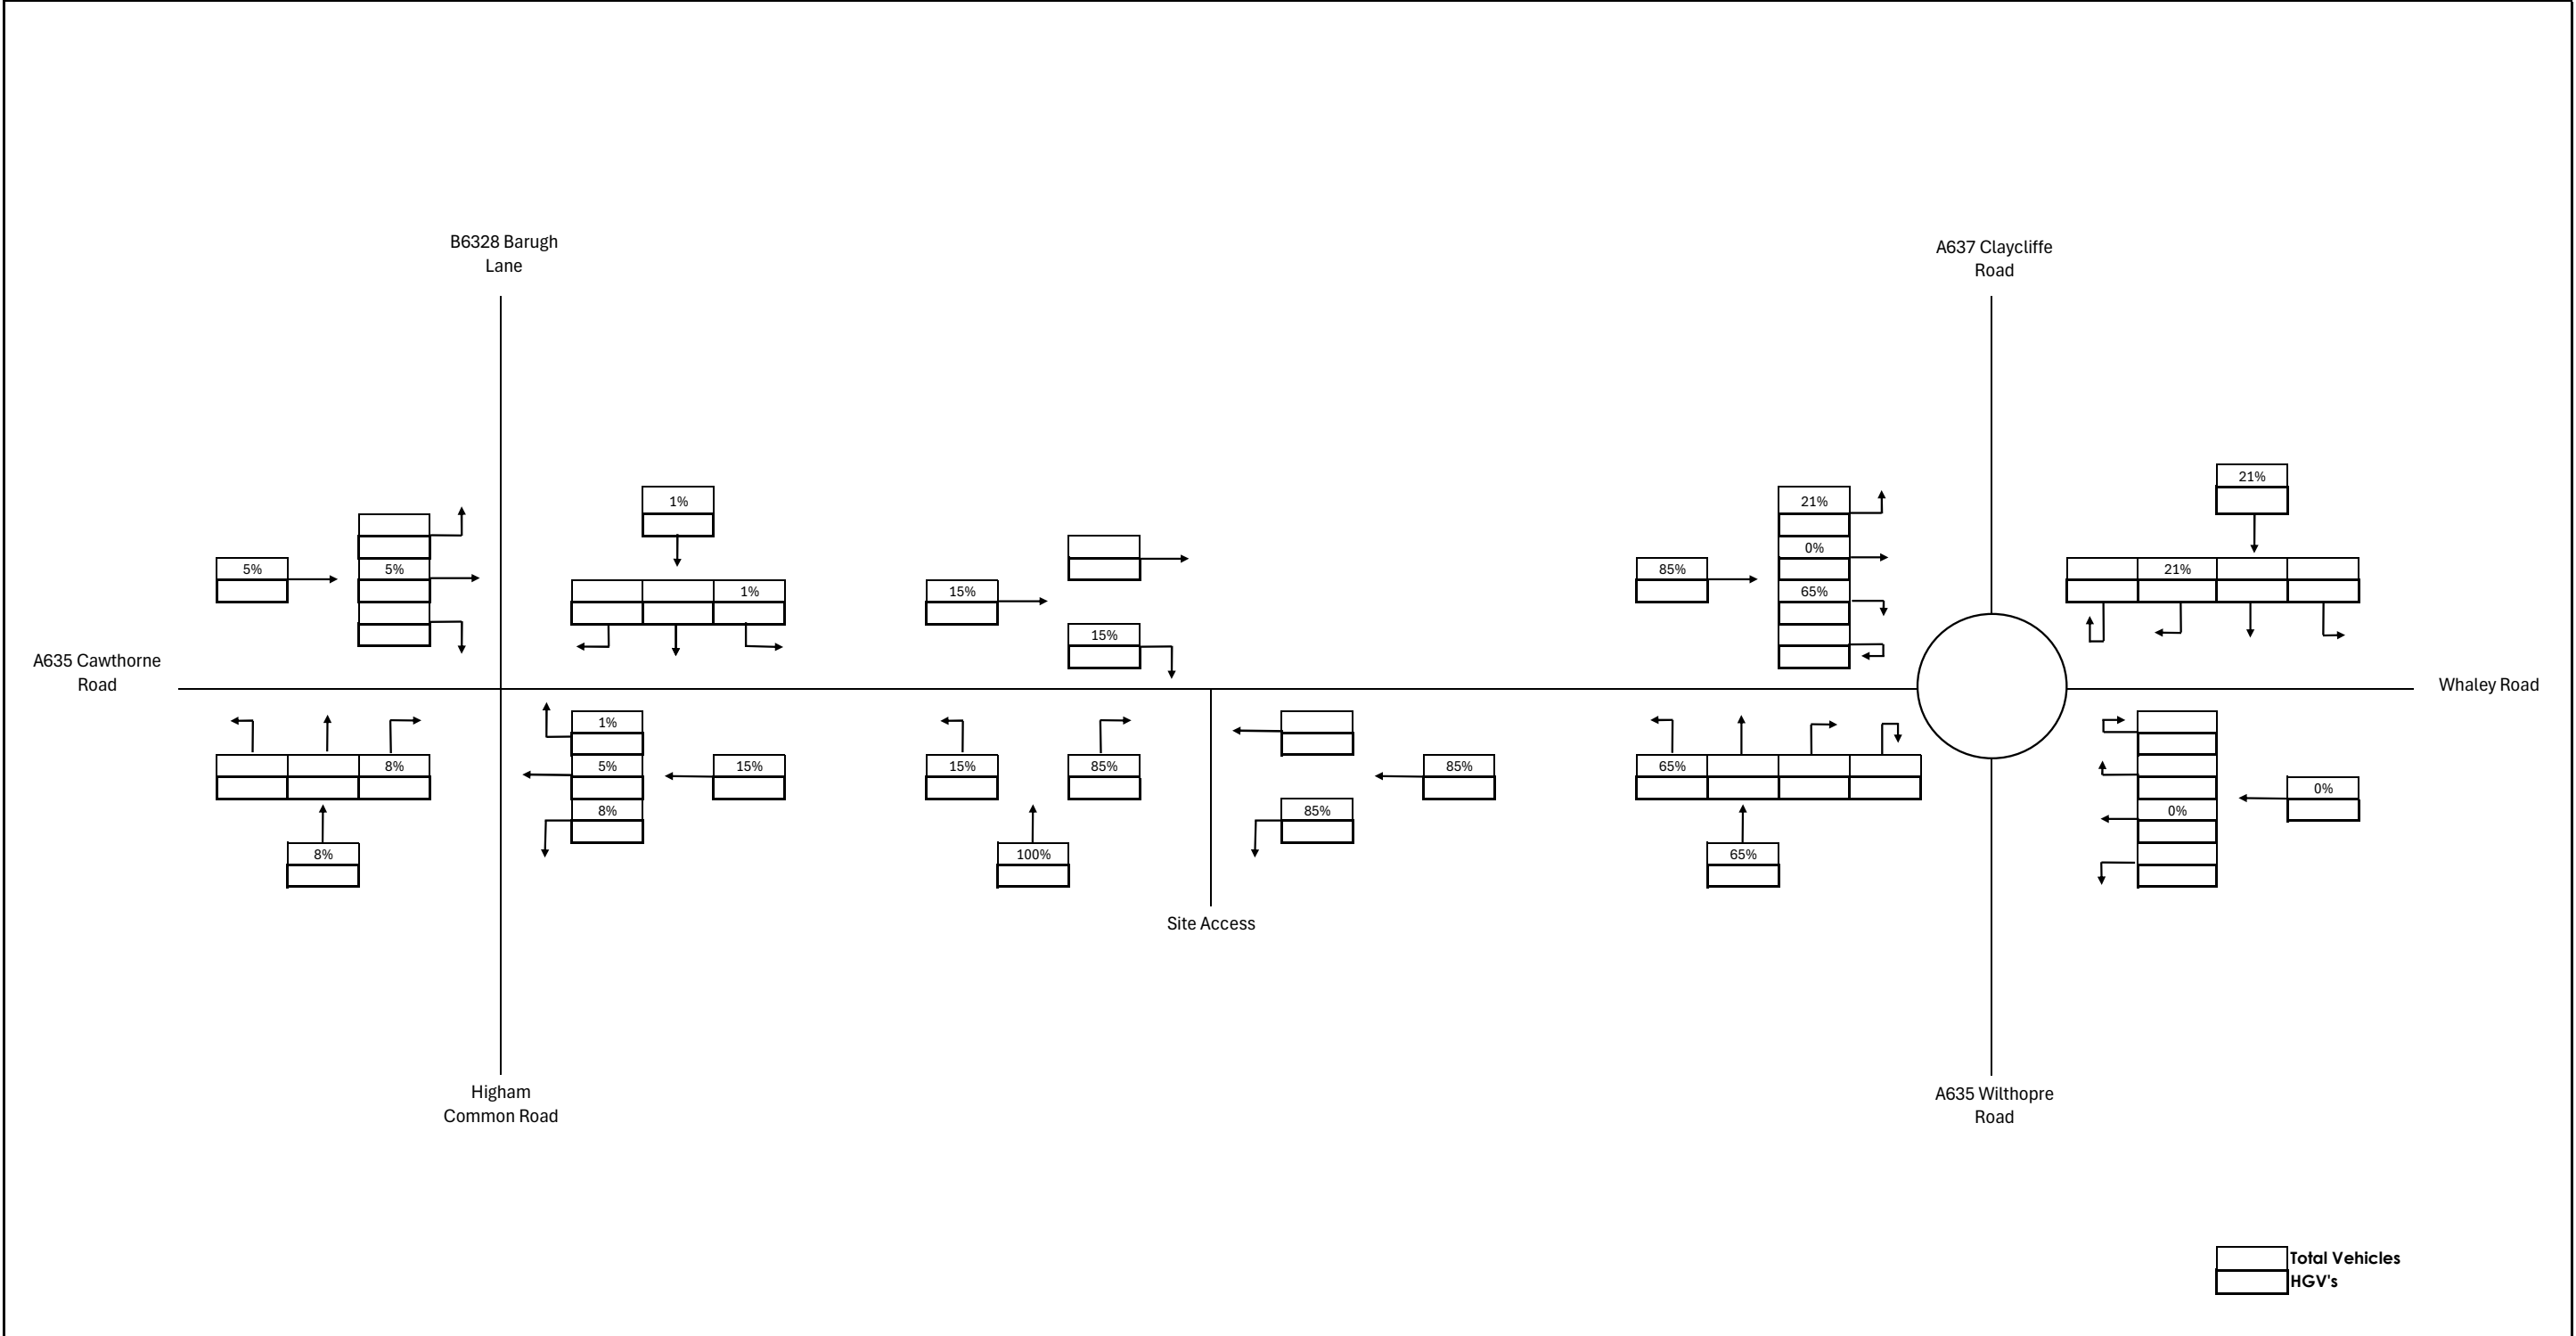 B6328 Barugh
Lane
A637 Claycliffe
Road
21%
1%
21%
0%
5%
5%
85%
21%
1%
15%
65%
15%
A635 Cawthorne
Road
Whaley Road
1%
8%
5%
15%
15%
85%
85%
65%
0%
8%
85%
0%
8%
100%
65%
Site Access
Higham
Common Road
A635 Wilthopre
Road
Total Vehicles
HGV's